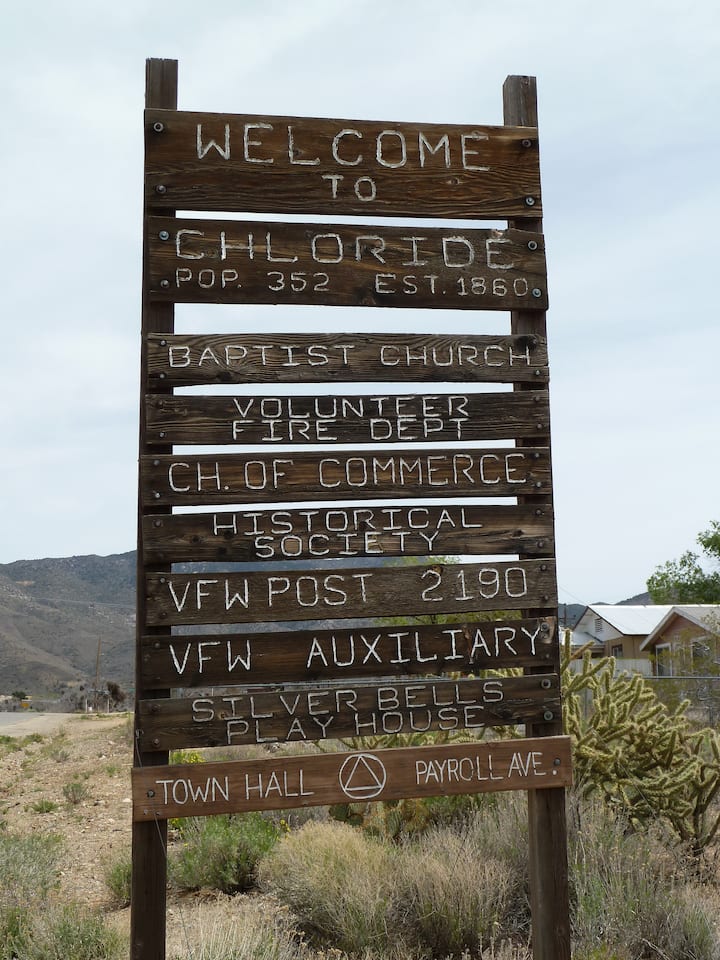 WELCOME
TO
CHLORIDE
POP. 352 EST. 1860
BAPTIST CHURCH
VOLUNTEER
FIRE DEPT
CH. OF COMMERCE
HISTORICAL
SOCIETY
VFW POST 2190
VFW AUXILIARY
SILVER BELLS
PLAY HOUSE
TOWN HALL PAYROLL AVE.